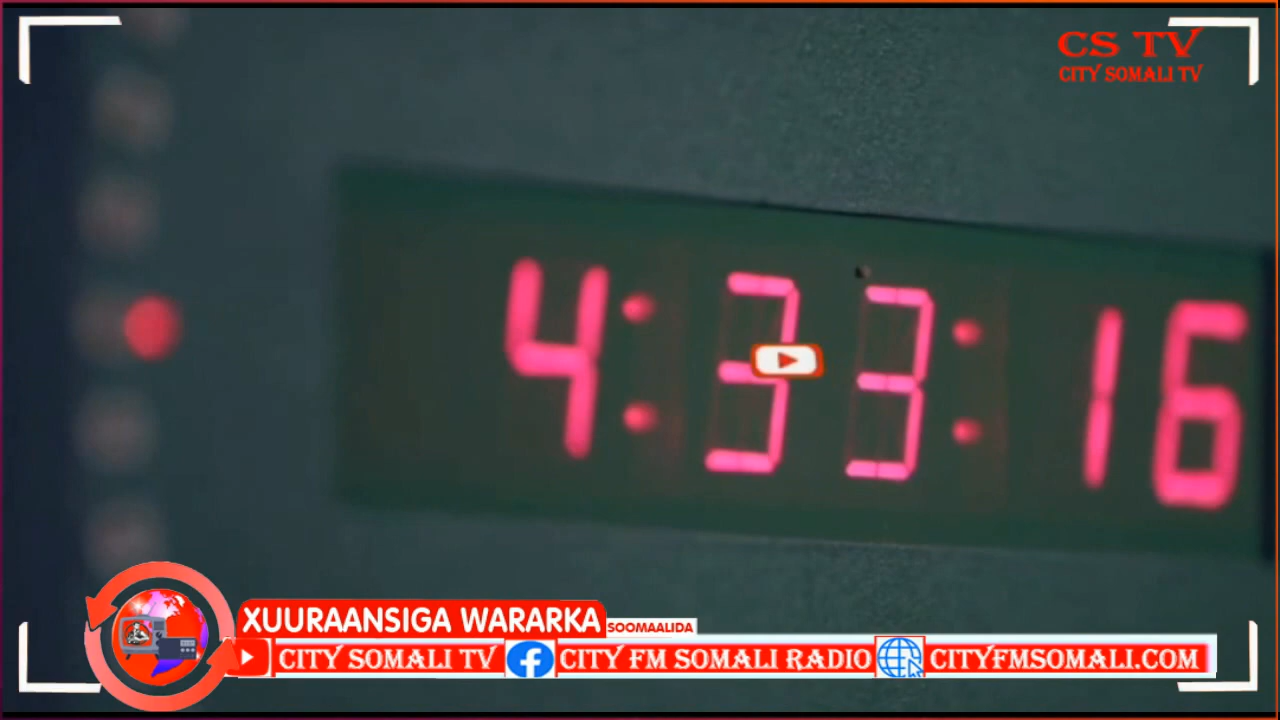 CS TV
CITY SOMALI TV
4:33:16
XUURAANSIGA WARARKA
SOOMAALIDA
CITY SOMALI TV CITY FM SOMALI RADIO CITYFMSOMALI.COM